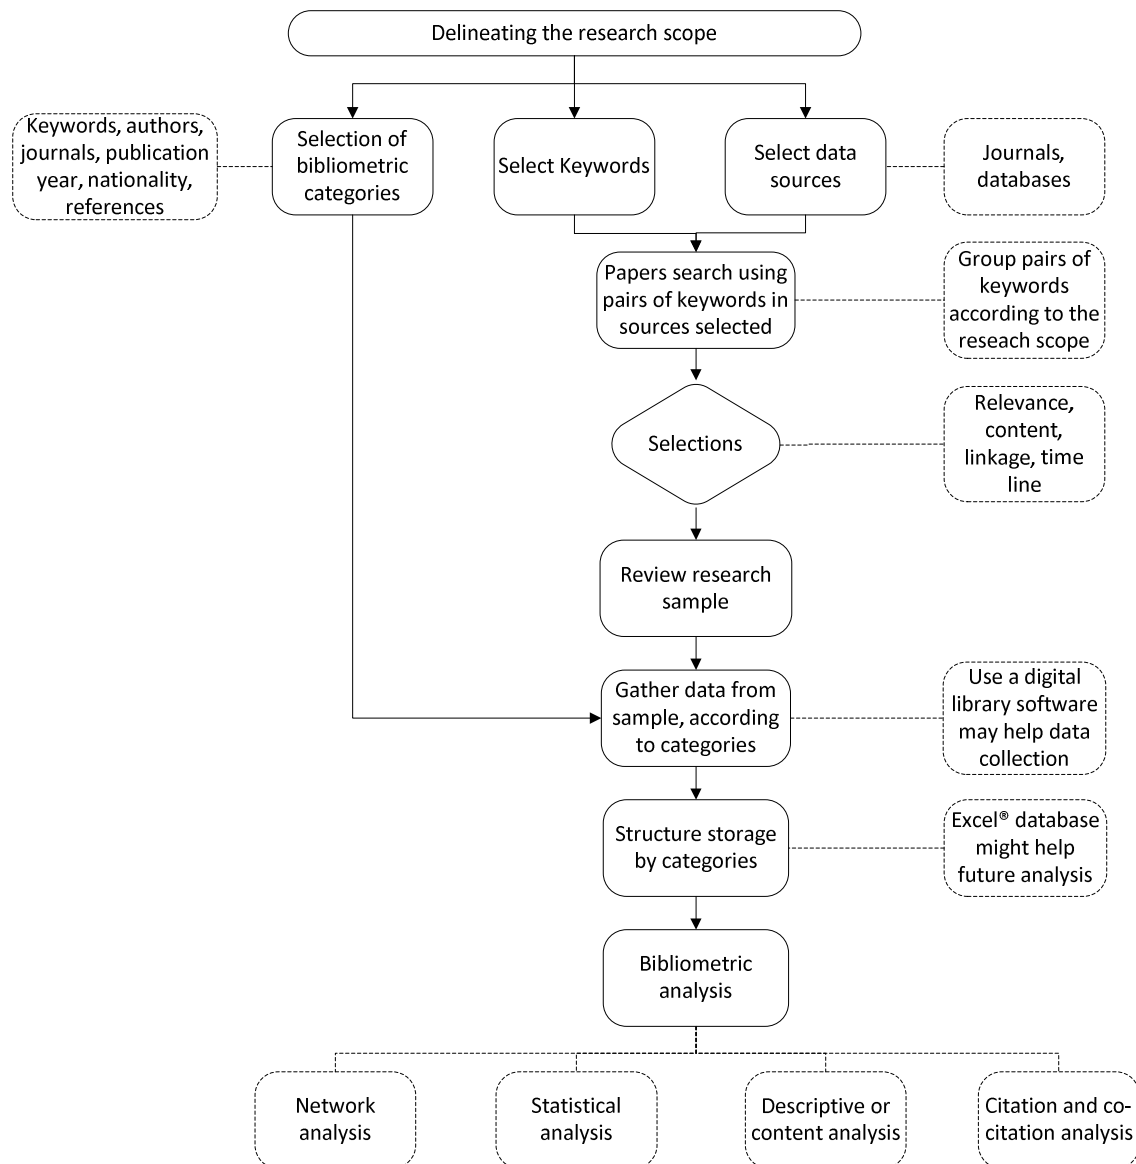 Delineating the research scope
Keywords, authors,
journals, publication
year, nationality,
references
Selection of
bibliometric
categories
Select Keywords
Select data
sources
Journals,
databases
Papers search using
pairs of keywords in
sources selected
Group pairs of
keywords
according to the
reseach scope
Selections
Relevance,
content,
linkage, time
line
Review research
sample
Gather data from
sample, according
to categories
Use a digital
library software
may help data
collection
Structure storage
by categories
Excel® database
might help
future analysis
Bibliometric
analysis
Network
analysis
Statistical
analysis
Descriptive or
content analysis
Citation and co-
citation analysis